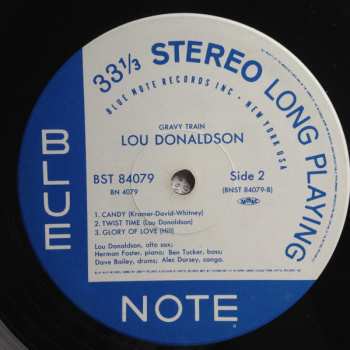 33⅓ STEREO LONG PLAYING
BLUE NOTE RECORDS INC · NEW YORK USA
GRAVY TRAIN
LOU DONALDSON
BST 84079
BN 4079
Side 2
(BNST 84079-B)
1. CANDY (Kramer-David-Whitney)
2. TWIST TIME (Lou Donaldson)
3. GLORY OF LOVE (Hill)
Lou Donaldson, alto sax;
Herman Foster, piano; Ben Tucker, bass;
Dave Bailey, drums; Alec Dorsey, conga.
BLUE
NOTE